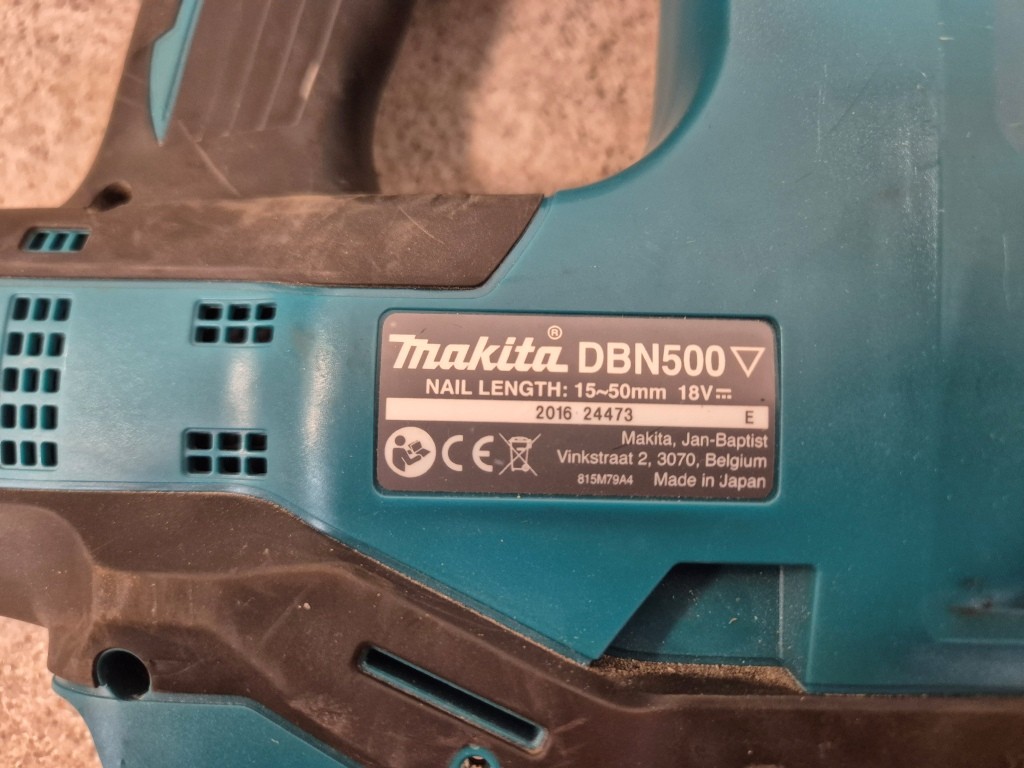 makita® DBN500
NAIL LENGTH: 15~50mm 18V
2016 24473 E
CE
Makita, Jan-Baptist
Vinkstraat 2, 3070, Belgium
815M79A4 Made in Japan